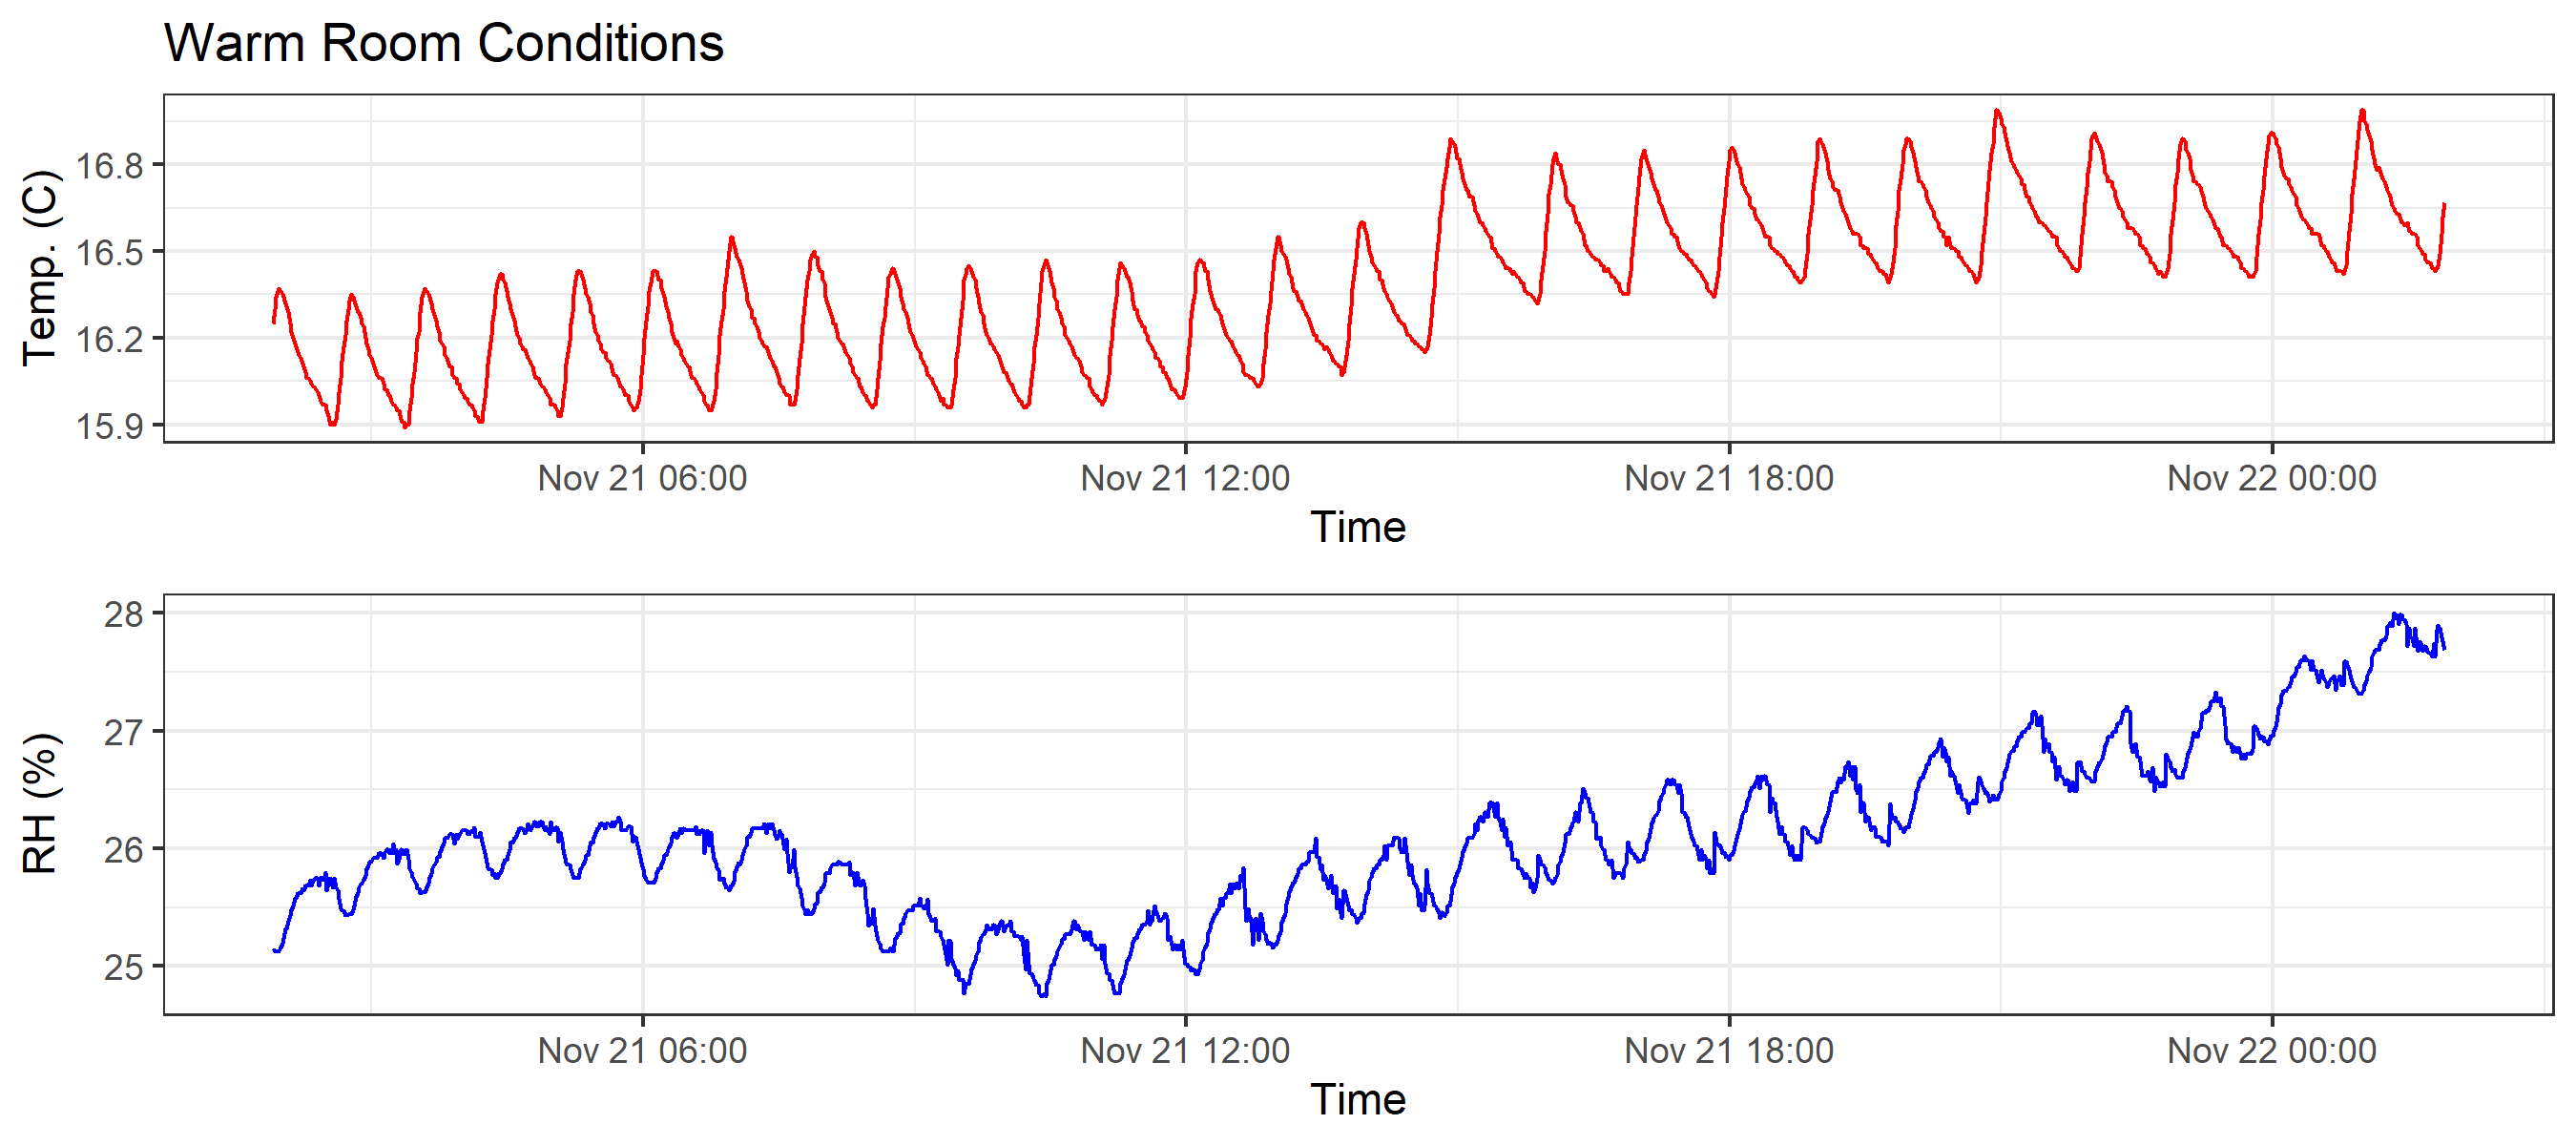 Warm Room Conditions
Temp. (C)
16.8
16.5
16.2
15.9
Nov 21 06:00 Nov 21 12:00 Nov 21 18:00 Nov 22 00:00
Time
RH (%)
28
27
26
25
Nov 21 06:00 Nov 21 12:00 Nov 21 18:00 Nov 22 00:00
Time